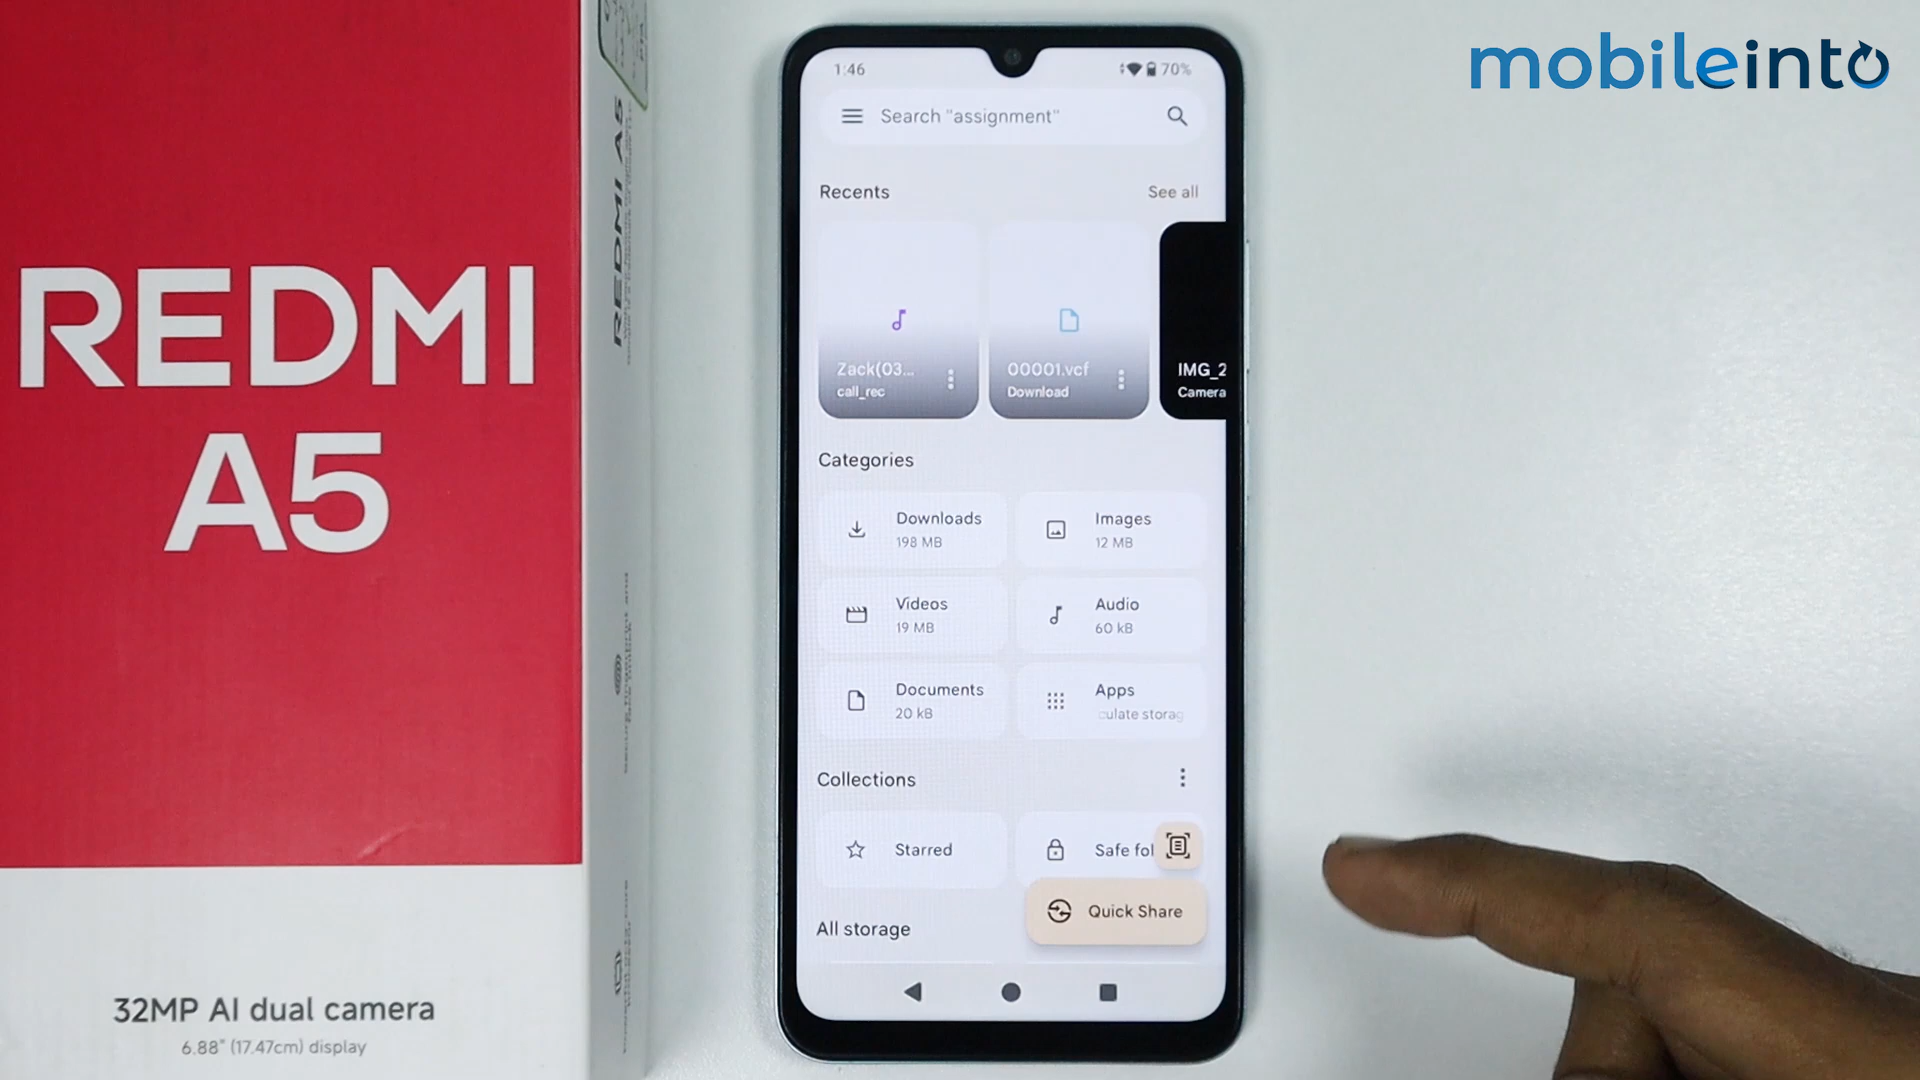 REDMI
A5
32MP AI dual camera
6.88" (17.47cm) display
REDMI A5
mobileinto
1:46
70%
Search "assignment"
Recents
See all
Zack(03...
call_rec
00001.vcf
Download
IMG_2
Camera
Categories
Downloads
198 MB
Images
12 MB
Videos
19 MB
Audio
60 kB
Documents
20 kB
Apps
culate storag
Collections
Starred
Safe fol
Quick Share
All storage